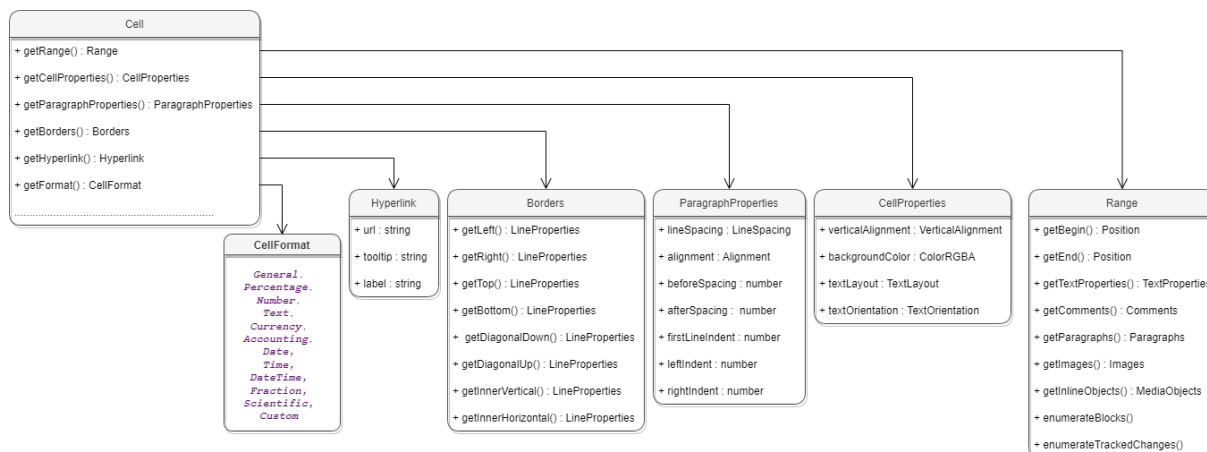 Cell
+ getRange() : Range
+ getCellProperties() : CellProperties
+ getParagraphProperties() : ParagraphProperties
+ getBorders() : Borders
+ getHyperlink() : Hyperlink
+ getFormat() : CellFormat
....................................................................
CellFormat
General.
Percentage.
Number.
Text.
Currency.
Accounting.
Date,
Time,
DateTime,
Fraction,
Scientific,
Custom
Hyperlink
+ url : string
+ tooltip : string
+ label : string
Borders
+ getLeft() : LineProperties
+ getRight() : LineProperties
+ getTop() : LineProperties
+ getBottom() : LineProperties
+ getDiagonalDown() : LineProperties
+ getDiagonalUp() : LineProperties
+ getInnerVertical() : LineProperties
+ getInnerHorizontal() : LineProperties
ParagraphProperties
+ lineSpacing : LineSpacing
+ alignment : Alignment
+ beforeSpacing : number
+ afterSpacing : number
+ firstLineIndent : number
+ leftIndent : number
+ rightIndent : number
CellProperties
+ verticalAlignment : VerticalAlignment
+ backgroundColor : ColorRGBA
+ textLayout : TextLayout
+ textOrientation : TextOrientation
Range
+ getBegin() : Position
+ getEnd() : Position
+ getTextProperties() : TextProperties
+ getComments() : Comments
+ getParagraphs() : Paragraphs
+ getImages() : Images
+ getInlineObjects() : MediaObjects
+ enumerateBlocks()
+ enumerateTrackedChanges()